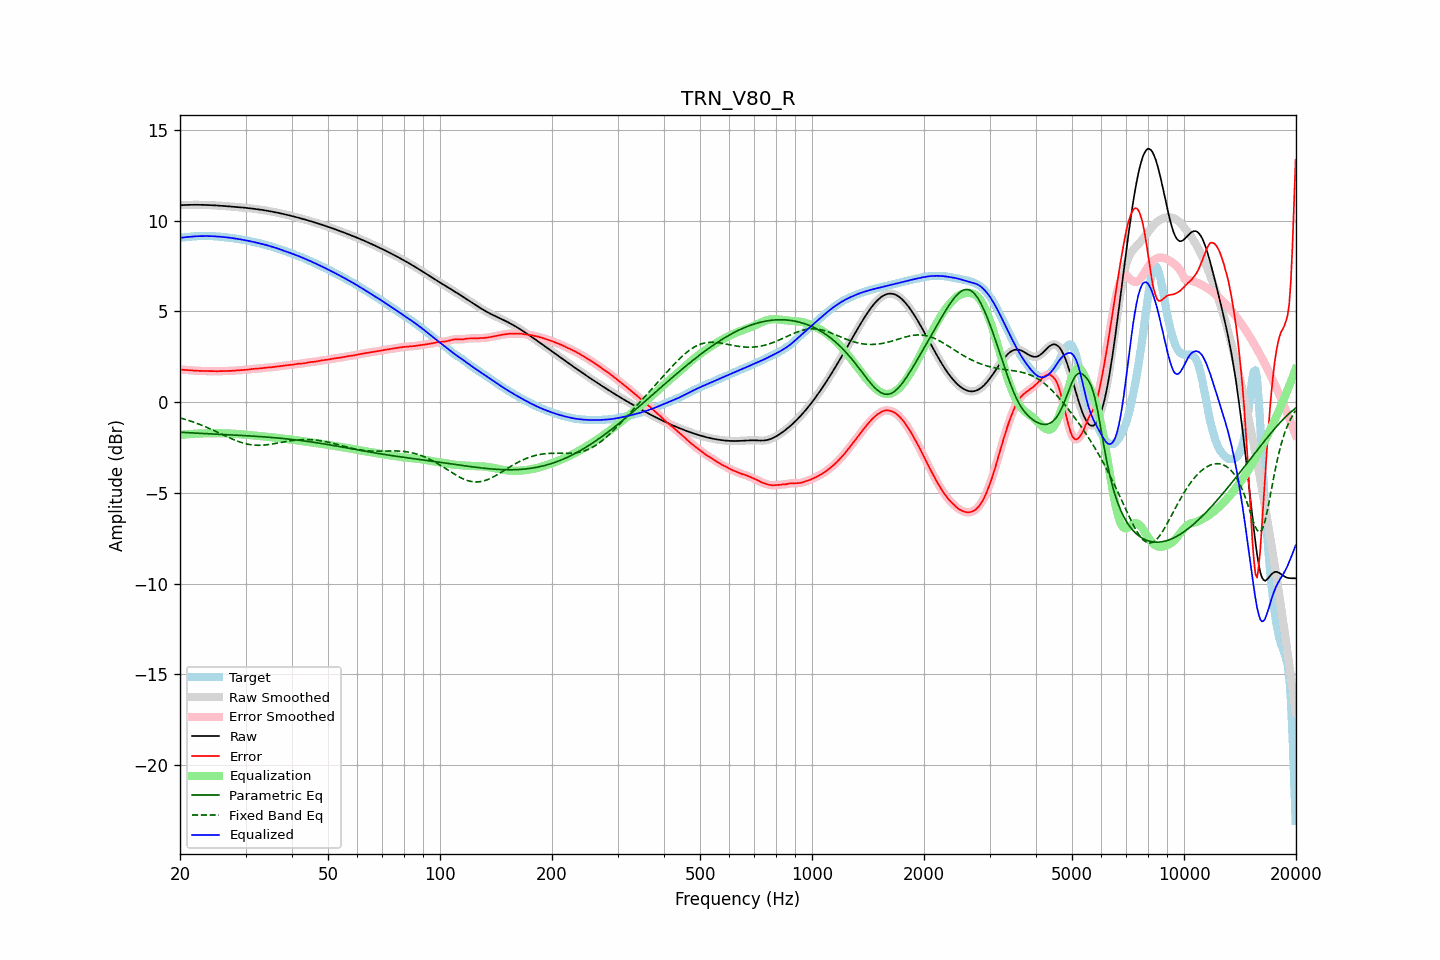 TRN_V80_R
15
10
5
0
−5
−10
−15
−20
Amplitude (dBr)
Target
Raw Smoothed
Error Smoothed
Raw
Error
Equalization
Parametric Eq
Fixed Band Eq
Equalized
20 50 100 200 500 1000 2000 5000 10000 20000
Frequency (Hz)